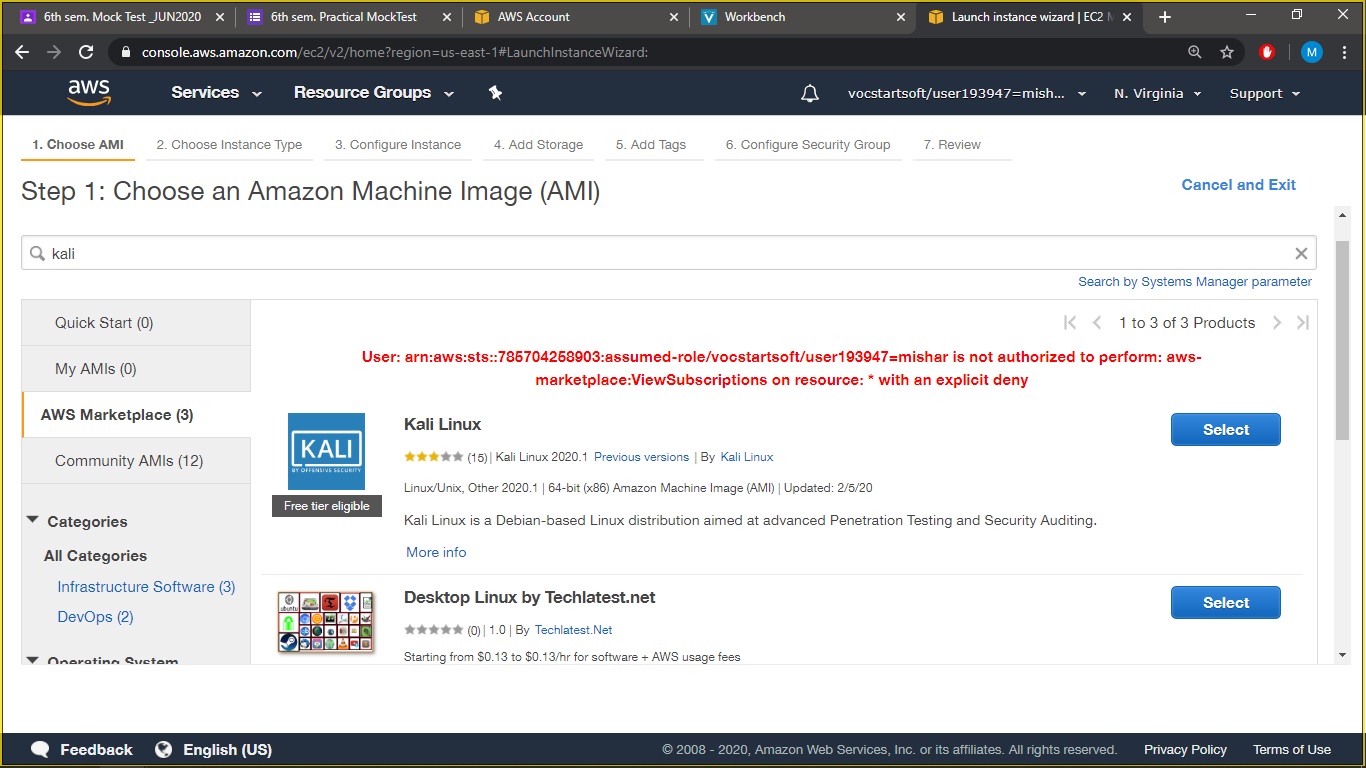 6th sem. Mock Test _JUN2020
6th sem. Practical MockTest
AWS Account
Workbench
Launch instance wizard | EC2 M
console.aws.amazon.com/ec2/v2/home?region=us-east-1#LaunchInstanceWizard:
M
aws
Services
Resource Groups
vocstartsoft/user193947=mish...
N. Virginia
Support
1. Choose AMI
2. Choose Instance Type
3. Configure Instance
4. Add Storage
5. Add Tags
6. Configure Security Group
7. Review
Step 1: Choose an Amazon Machine Image (AMI)
Cancel and Exit
kali
Search by Systems Manager parameter
Quick Start (0)
My AMIs (0)
AWS Marketplace (3)
Community AMIs (12)
Categories
All Categories
Infrastructure Software (3)
DevOps (2)
Operating System
1 to 3 of 3 Products
User: arn:aws:sts::785704258903:assumed-role/vocstartsoft/user193947=mishar is not authorized to perform: aws-
marketplace:ViewSubscriptions on resource: * with an explicit deny
KALI
BY OFFENSIVE SECURITY
Free tier eligible
Kali Linux
Select
(15) | Kali Linux 2020.1 Previous versions | By Kali Linux
Linux/Unix, Other 2020.1 | 64-bit (x86) Amazon Machine Image (AMI) | Updated: 2/5/20
Kali Linux is a Debian-based Linux distribution aimed at advanced Penetration Testing and Security Auditing.
More info
ubuntu
Desktop Linux by Techlatest.net
Select
(0) | 1.0 | By Techlatest.Net
Starting from $0.13 to $0.13/hr for software + AWS usage fees
Feedback
English (US)
© 2008 - 2020, Amazon Web Services, Inc. or its affiliates. All rights reserved.
Privacy Policy
Terms of Use